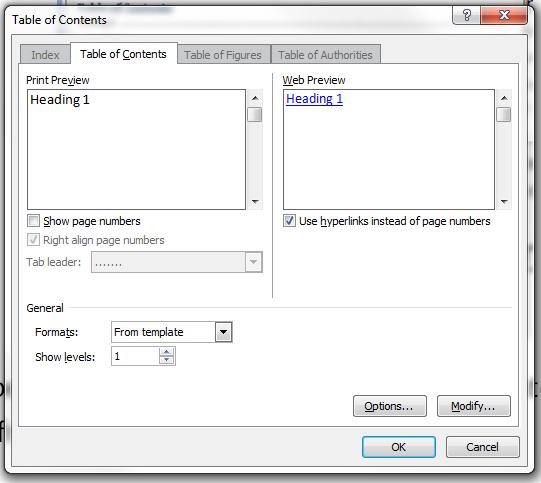 Table of Contents
Index
Table of Contents
Table of Figures
Table of Authorities
Print Preview
Web Preview
Heading 1
Heading 1
Show page numbers
Use hyperlinks instead of page numbers
Right align page numbers
Tab leader: .......
General
Formats: From template
Show levels: 1
Options... Modify...
OK Cancel